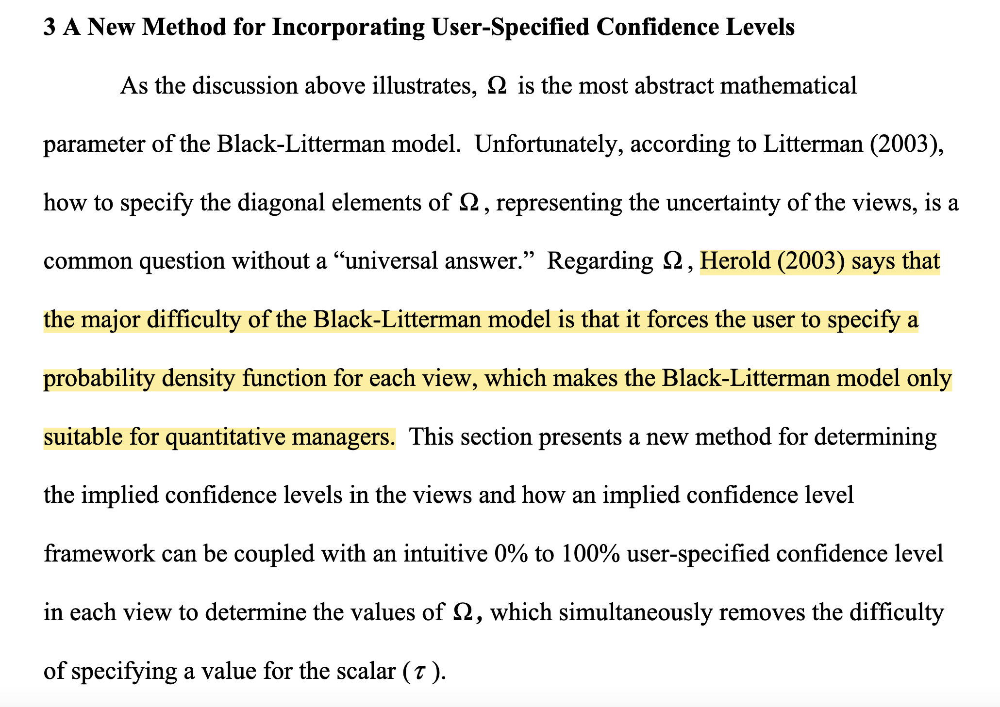 3 A New Method for Incorporating User-Specified Confidence Levels
As the discussion above illustrates, Ω is the most abstract mathematical
parameter of the Black-Litterman model. Unfortunately, according to Litterman (2003),
how to specify the diagonal elements of Ω, representing the uncertainty of the views, is a
common question without a “universal answer.” Regarding Ω, Herold (2003) says that
the major difficulty of the Black-Litterman model is that it forces the user to specify a
probability density function for each view, which makes the Black-Litterman model only
suitable for quantitative managers. This section presents a new method for determining
the implied confidence levels in the views and how an implied confidence level
framework can be coupled with an intuitive 0% to 100% user-specified confidence level
in each view to determine the values of Ω, which simultaneously removes the difficulty
of specifying a value for the scalar (τ).